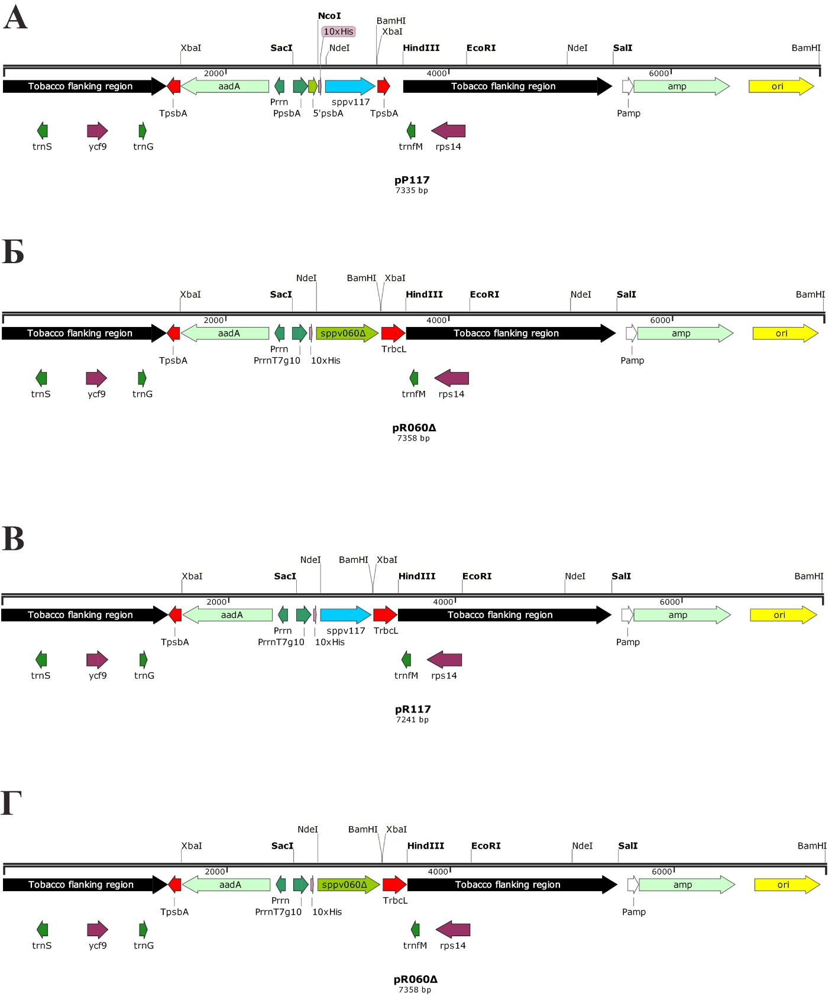 А
NcoI
BamHI
10xHis
XbaI
NdeI
XbaI
SacI
HindIII
EcoRI
NdeI
SalI
BamHI
2000
4000
6000
Tobacco flanking region
aadA
Tobacco flanking region
amp
ori
Prrn
sppv117
TpsbA
PpsbA
5'psbA
TpsbA
Pamp
trnS
ycf9
trnG
trnfM
rps14
pP117
7335 bp
Б
NdeI
BamHI
XbaI
XbaI
SacI
HindIII
EcoRI
NdeI
SalI
BamHI
2000
4000
6000
Tobacco flanking region
aadA
sppv060Δ
Tobacco flanking region
amp
ori
Prrn
TrbcL
TpsbA
PrrnT7g10
10xHis
Pamp
trnS
ycf9
trnG
trnfM
rps14
pR060Δ
7358 bp
В
NdeI
BamHI
XbaI
XbaI
SacI
HindIII
EcoRI
NdeI
SalI
BamHI
2000
4000
6000
Tobacco flanking region
aadA
Tobacco flanking region
amp
ori
Prrn
sppv117
TrbcL
TpsbA
PrrnT7g10
10xHis
Pamp
trnS
ycf9
trnG
trnfM
rps14
pR117
7241 bp
Г
NdeI
BamHI
XbaI
XbaI
SacI
HindIII
EcoRI
NdeI
SalI
BamHI
2000
4000
6000
Tobacco flanking region
aadA
sppv060Δ
Tobacco flanking region
amp
ori
Prrn
TrbcL
TpsbA
PrrnT7g10
10xHis
Pamp
trnS
ycf9
trnG
trnfM
rps14
pR060Δ
7358 bp